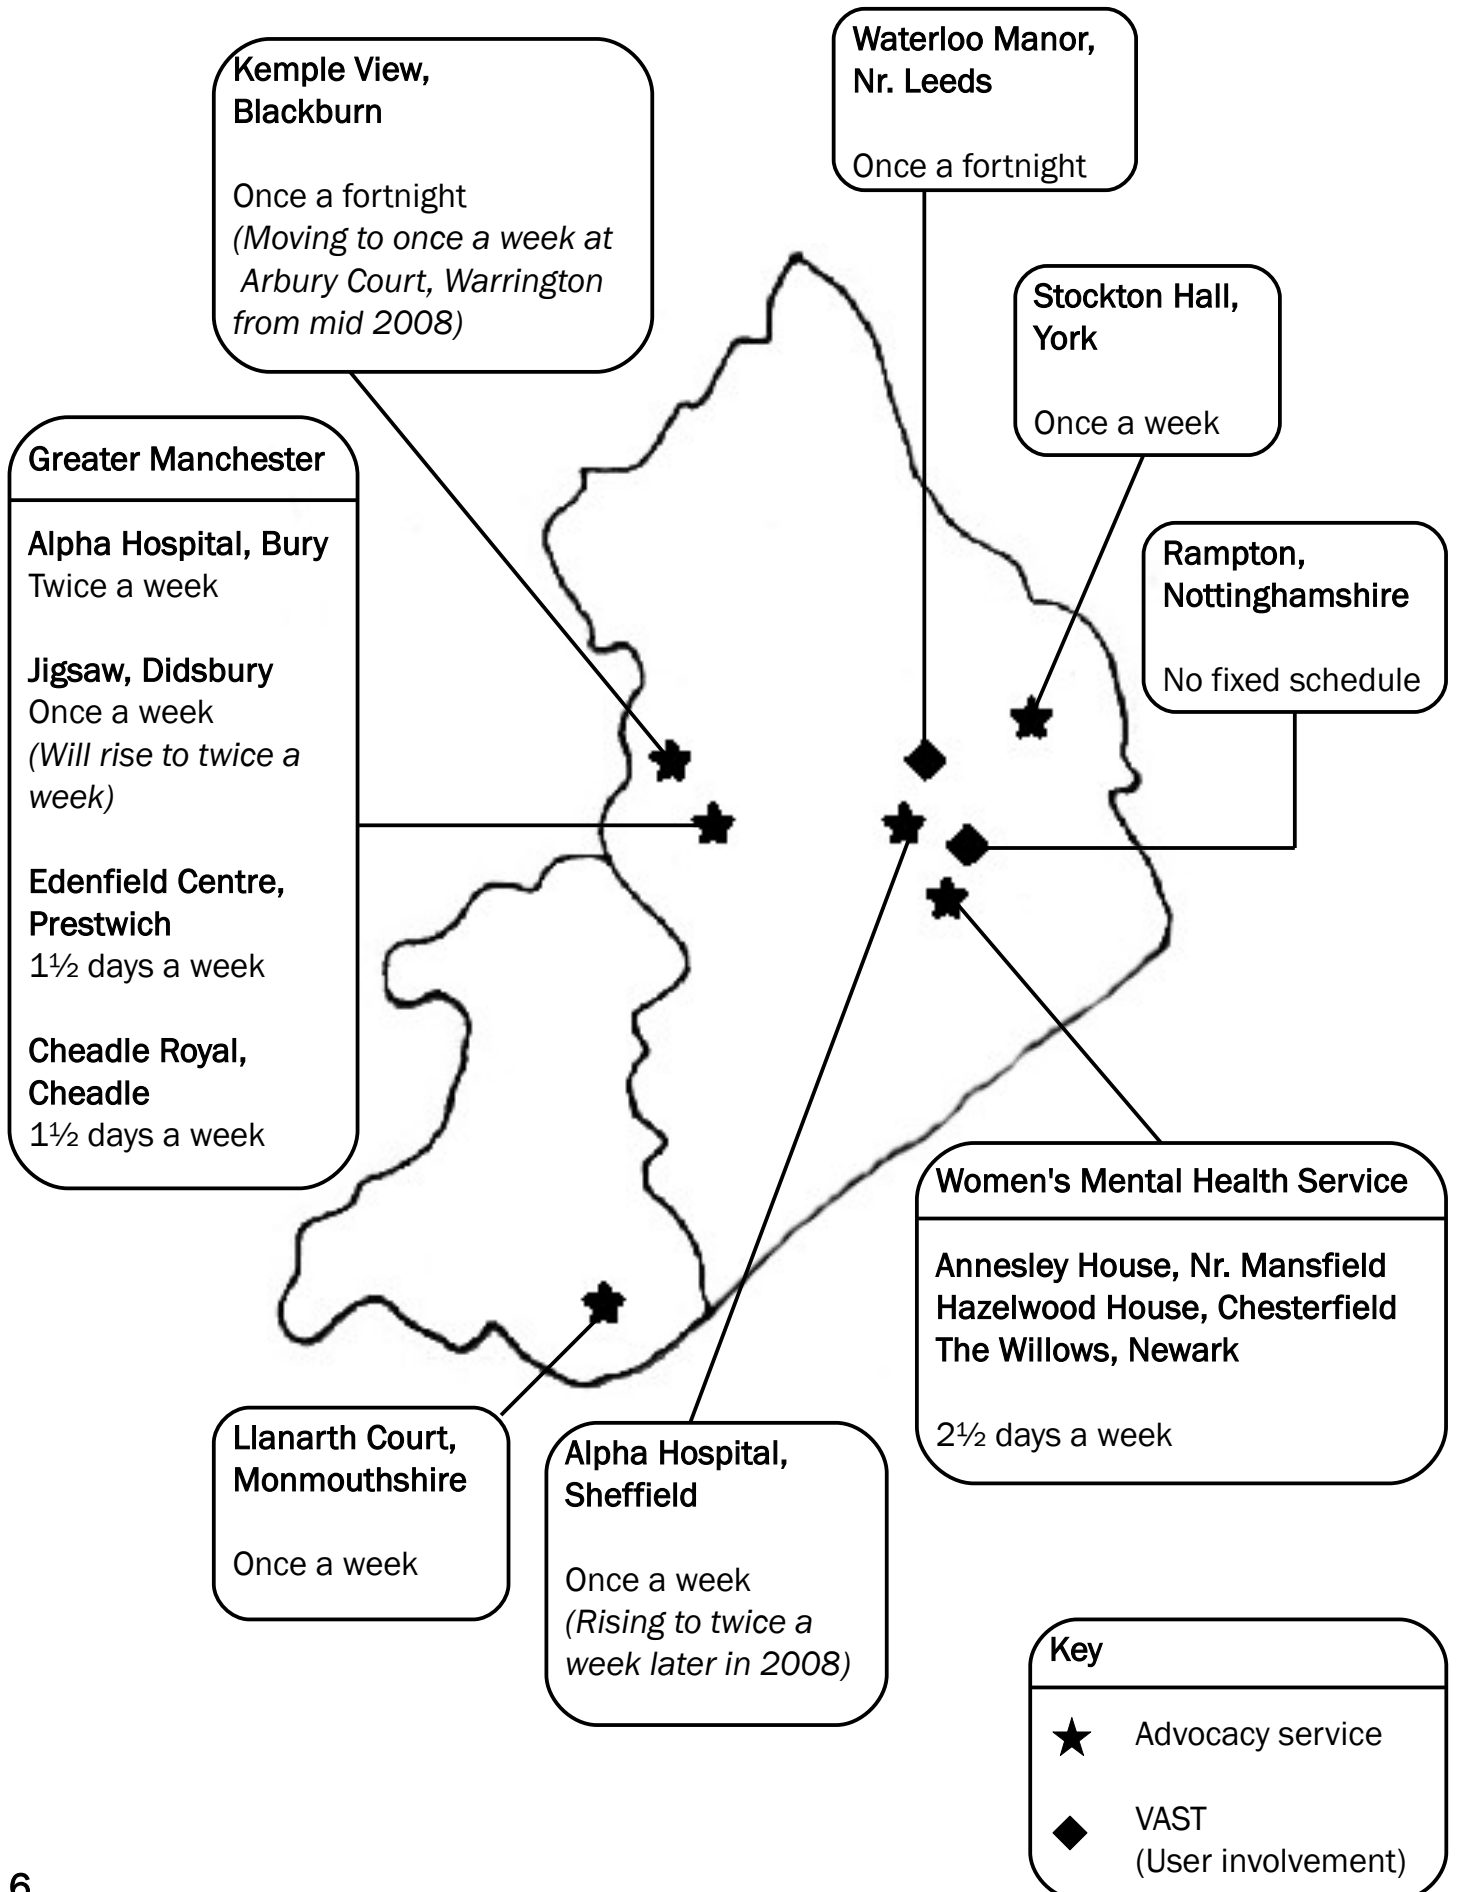 Kemple View,
Blackburn
Once a fortnight
(Moving to once a week at
Arbury Court, Warrington
from mid 2008)
Waterloo Manor,
Nr. Leeds
Once a fortnight
Stockton Hall,
York
Once a week
Greater Manchester
Alpha Hospital, Bury
Twice a week
Jigsaw, Didsbury
Once a week
(Will rise to twice a
week)
Edenfield Centre,
Prestwich
1½ days a week
Cheadle Royal,
Cheadle
1½ days a week
Rampton,
Nottinghamshire
No fixed schedule
Women's Mental Health Service
Annesley House, Nr. Mansfield
Hazelwood House, Chesterfield
The Willows, Newark
2½ days a week
Llanarth Court,
Monmouthshire
Once a week
Alpha Hospital,
Sheffield
Once a week
(Rising to twice a
week later in 2008)
Key
Advocacy service
VAST
(User involvement)
6